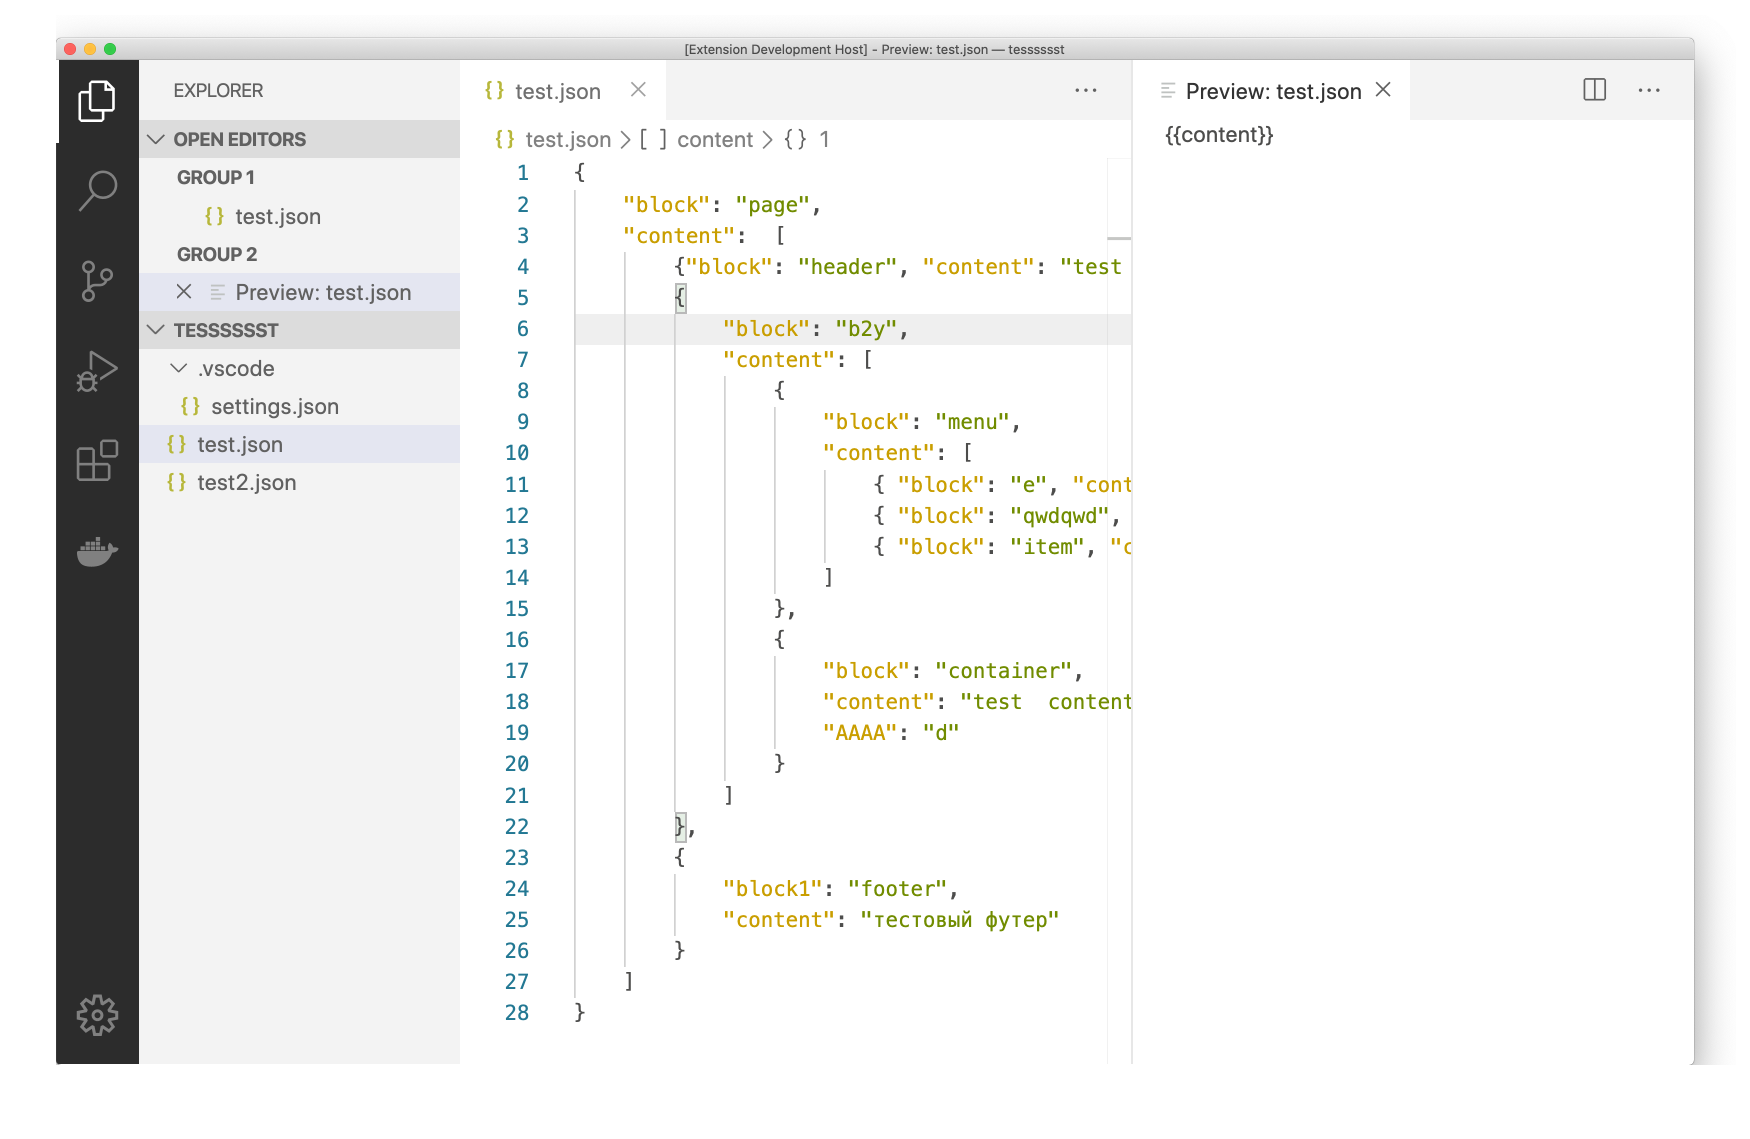 [Extension Development Host] - Preview: test.json — tesssssst
EXPLORER
OPEN EDITORS
GROUP 1
{} test.json
GROUP 2
Preview: test.json
TESSSSSST
.vscode
{} settings.json
{} test.json
{} test2.json
{} test.json
{} test.json > [ ] content > {} 1
1 {
2 "block": "page",
3 "content":  [
4 {"block": "header", "content": "test
5 {
6 "block": "b2y",
7 "content": [
8 {
9 "block": "menu",
10 "content": [
11 { "block": "e", "cont
12 { "block": "qwdqwd",
13 { "block": "item", "c
14 ]
15 },
16 {
17 "block": "container",
18 "content": "test  content
19 "AAAA": "d"
20 }
21 ]
22 },
23 {
24 "block1": "footer",
25 "content": "тестовый футер"
26 }
27 ]
28 }
Preview: test.json
{{content}}